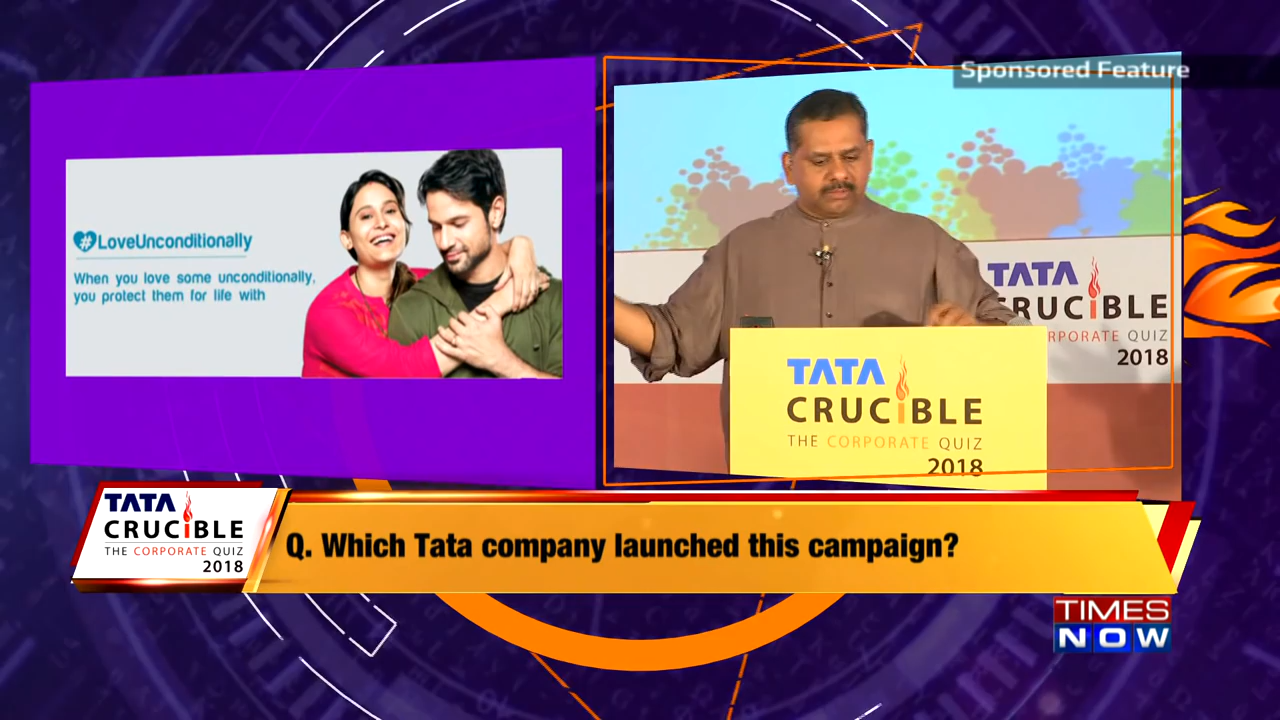 Sponsored Feature
#LoveUnconditionally
When you love some unconditionally,
you protect them for life with
TATA
CRUCIBLE
RPORATE QUIZ
2018
TATA
CRUCIBLE
THE CORPORATE QUIZ
2018
TATA
CRUCIBLE
THE CORPORATE QUIZ
2018
Q. Which Tata company launched this campaign?
TIMES
NOW